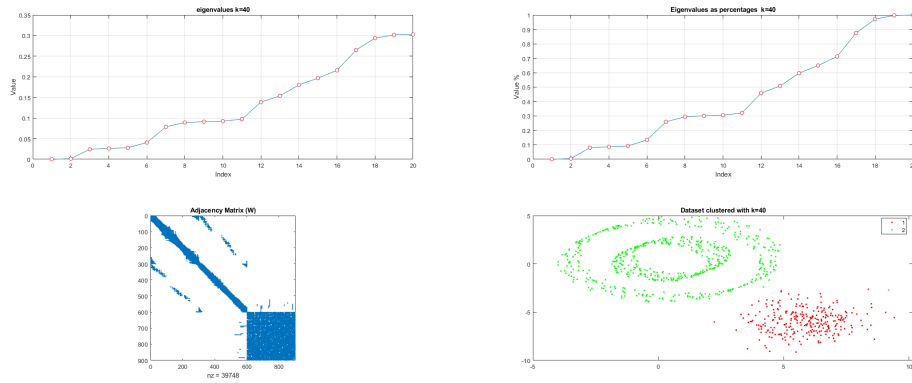 eigenvalues k=40
0.35
0.3
0.25
0.2
0.15
0.1
0.05
0
Value
0 2 4 6 8 10 12 14 16 18 20
Index
Eigenvalues as percentages k=40
1
0.9
0.8
0.7
0.6
0.5
0.4
0.3
0.2
0.1
0
Value %
0 2 4 6 8 10 12 14 16 18
Index
Adjacency Matrix (W)
0
100
200
300
400
500
600
700
800
900
0 200 400 600 800
nz = 39748
Dataset clustered with k=40
5
0
-5
-10
-5 0 5 10
1
2